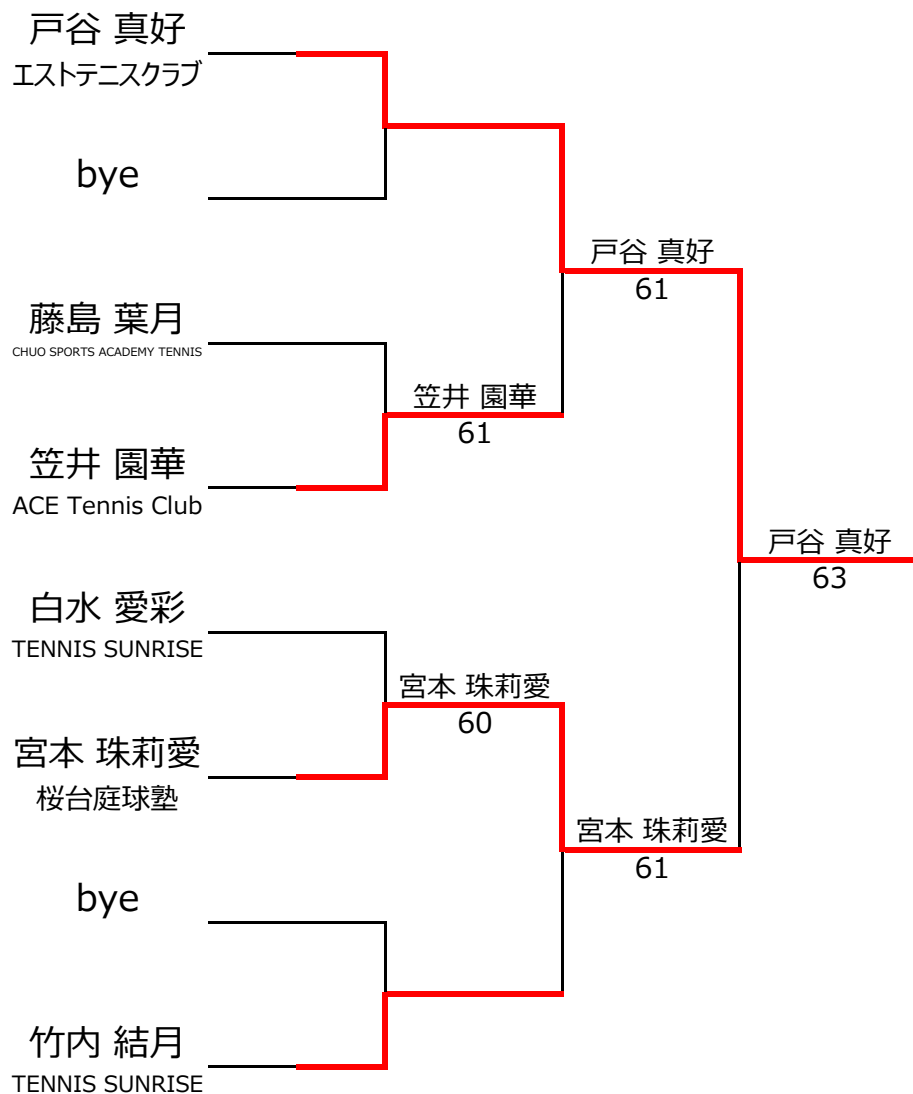 戸谷 真好
エストテニスクラブ
bye
戸谷 真好
61
藤島 葉月
CHUO SPORTS ACADEMY TENNIS
笠井 園華
61
笠井 園華
ACE Tennis Club
戸谷 真好
63
白水 愛彩
TENNIS SUNRISE
宮本 珠莉愛
60
宮本 珠莉愛
桜台庭球塾
宮本 珠莉愛
61
bye
竹内 結月
TENNIS SUNRISE